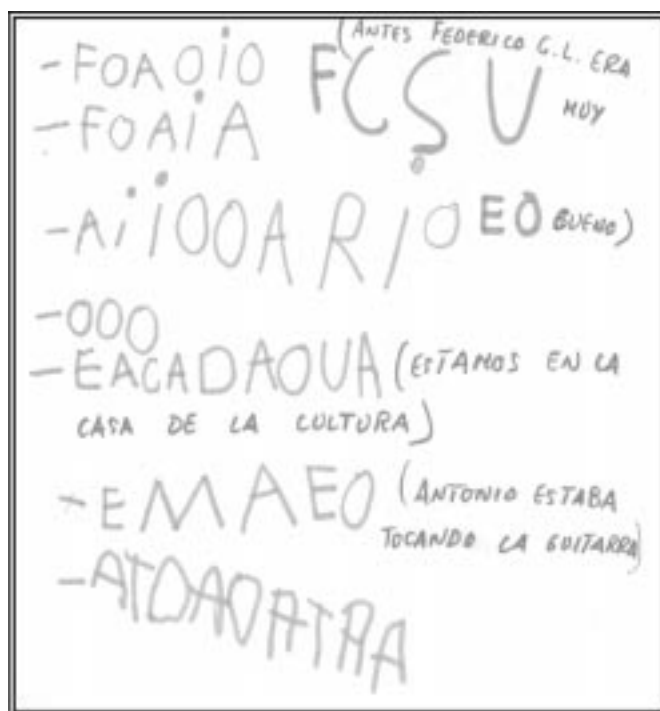 -FOAOiO FÇŞU (ANTES FEDERICO G.L. ERA
-FOAiA MUY
-AiiOOARIO EO BUENO)
-OOO
-EACADAOUA (ESTAMOS EN LA
CASA DE LA CULTURA)
-EMAEO (ANTONIO ESTABA
TOCANDO LA GUITARRA)
-ATOAOATRA